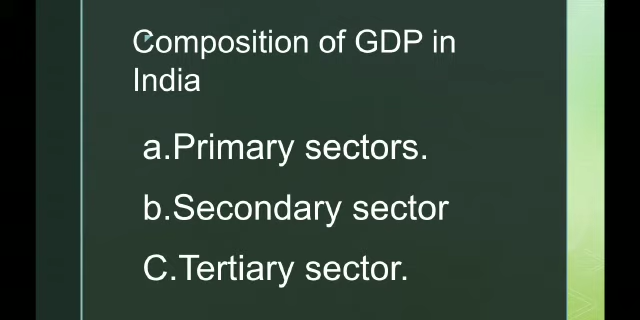 Composition of GDP in
India
a.Primary sectors.
b.Secondary sector
C.Tertiary sector.